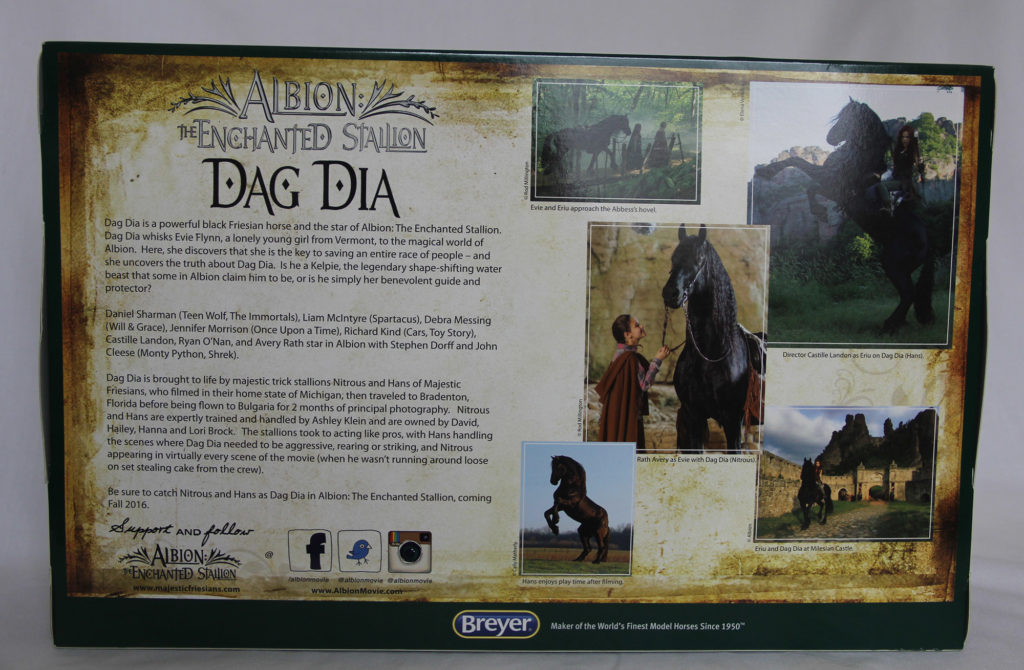 ALBION:
THE ENCHANTED STALLION
DAG DIA
Dag Dia is a powerful black Friesian horse and the star of Albion: The Enchanted Stallion.
Dag Dia whisks Evie Flynn, a lonely young girl from Vermont, to the magical world of
Albion. Here, she discovers that she is the key to saving an entire race of people – and
she uncovers the truth about Dag Dia. Is he a Kelpie, the legendary shape-shifting water
beast that some in Albion claim him to be, or is he simply her benevolent guide and
protector?
Daniel Sharman (Teen Wolf, The Immortals), Liam McIntyre (Spartacus), Debra Messing
(Will & Grace), Jennifer Morrison (Once Upon a Time), Richard Kind (Cars, Toy Story),
Castille Landon, Ryan O'Nan, and Avery Rath star in Albion with Stephen Dorff and John
Cleese (Monty Python, Shrek).
Dag Dia is brought to life by majestic trick stallions Nitrous and Hans of Majestic
Friesians, who filmed in their home state of Michigan, then traveled to Bradenton,
Florida before being flown to Bulgaria for 2 months of principal photography. Nitrous
and Hans are expertly trained and handled by Ashley Klein and are owned by David,
Hailey, Hanna and Lori Brock. The stallions took to acting like pros, with Hans handling
the scenes where Dag Dia needed to be aggressive, rearing or striking, and Nitrous
appearing in virtually every scene of the movie (when he wasn't running around loose
on set stealing cake from the crew).
Be sure to catch Nitrous and Hans as Dag Dia in Albion: The Enchanted Stallion, coming
Fall 2016.
Support AND follow
ALBION:
THE ENCHANTED STALLION
www.majesticfriesians.com
@
f
Instagram
/albionmovie @albionmovie @albionmovie
www.AlbionMovie.com
© Rod Millington
Evie and Eriu approach the Abbess's hovel.
Director Castille Landon as Eriu on Dag Dia (Hans).
© Rod Millington
Rath Avery as Evie with Dag Dia (Nitrous).
Hans enjoys play time after filming.
© Albion
Eriu and Dag Dia at Milesian Castle.
Breyer®
Maker of the World's Finest Model Horses Since 1950™